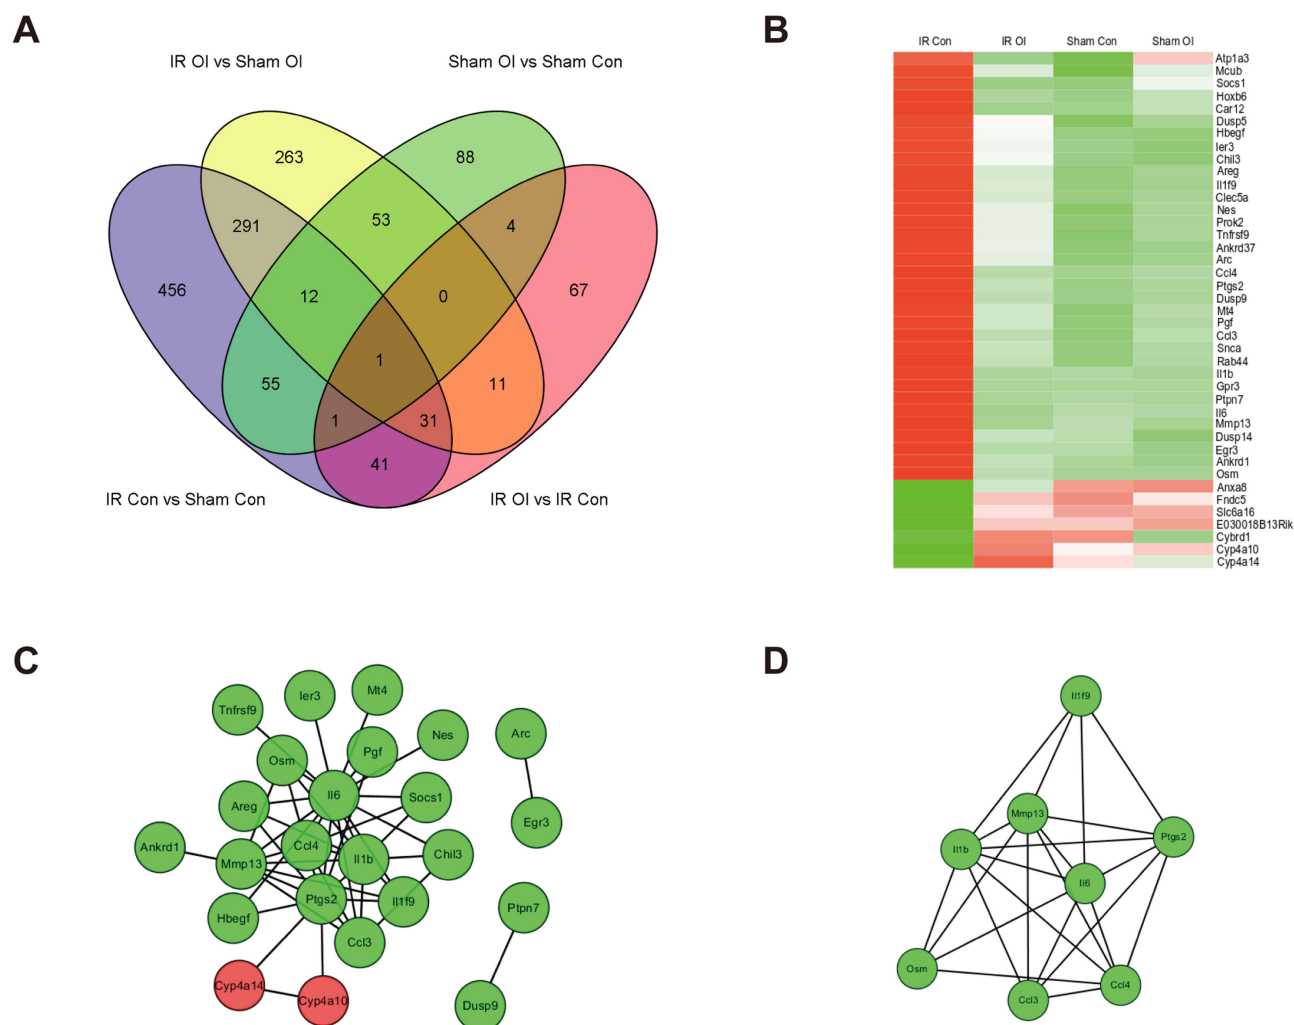 A
IR OI vs Sham OI
Sham OI vs Sham Con
263
88
291
53
4
456
12
0
67
1
55
11
1
31
41
IR Con vs Sham Con
IR OI vs IR Con
B
IR Con
IR OI
Sham Con
Sham OI
Atp1a3
Mcub
Socs1
Hoxb6
Car12
Dusp5
Hbegf
Ier3
Chil3
Areg
Il1f9
Clec5a
Nes
Prok2
Tnfrsf9
Ankrd37
Arc
Ccl4
Ptgs2
Dusp9
Mt4
Pgf
Ccl3
Snca
Rab44
Il1b
Gpr3
Ptpn7
Il6
Mmp13
Dusp14
Egr3
Ankrd1
Osm
Anxa8
Fndc5
Slc6a16
E030018B13Rik
Cybrd1
Cyp4a10
Cyp4a14
C
Tnfrsf9
Ier3
Mt4
Nes
Arc
Osm
Pgf
Il6
Socs1
Areg
Egr3
Ankrd1
Mmp13
Ccl4
Il1b
Chil3
Ptgs2
Il1f9
Hbegf
Ptpn7
Ccl3
Cyp4a14
Cyp4a10
Dusp9
D
Il1f9
Mmp13
Il1b
Ptgs2
Il6
Osm
Ccl3
Ccl4